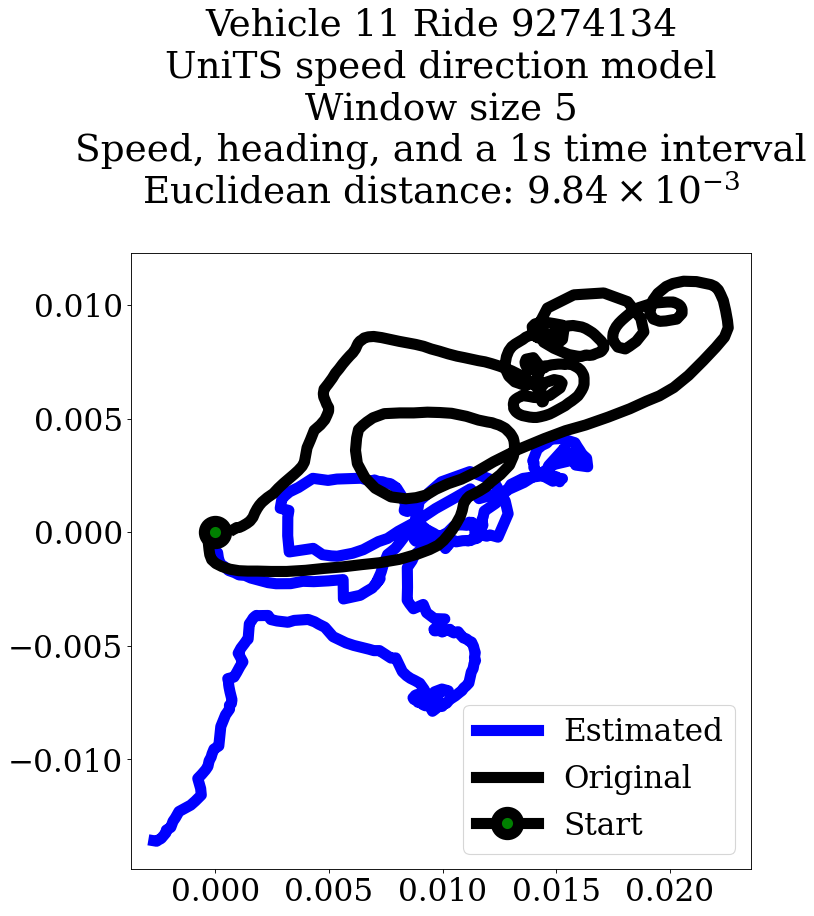 Vehicle 11 Ride 9274134
UniTS speed direction model
Window size 5
Speed, heading, and a 1s time interval
Euclidean distance: 9.84 × 10⁻³
0.010
0.005
0.000
−0.005
−0.010
Estimated
Original
Start
0.000 0.005 0.010 0.015 0.020